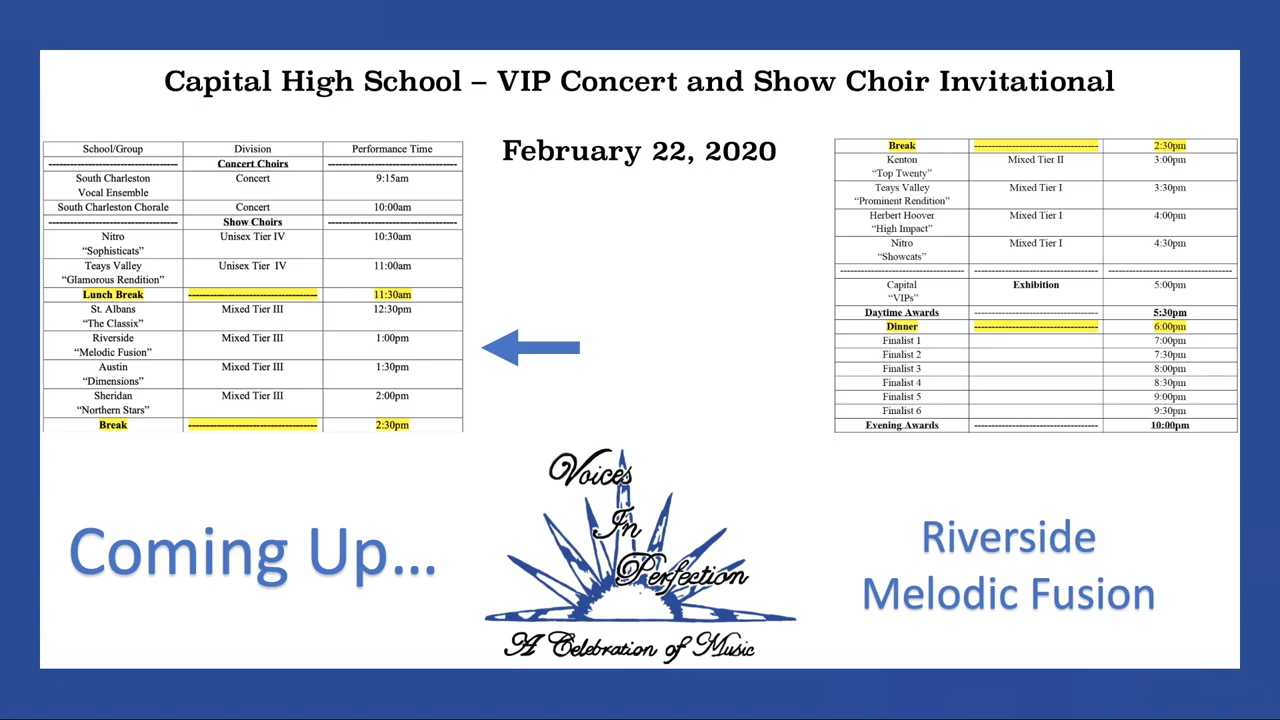 Capital High School – VIP Concert and Show Choir Invitational
February 22, 2020
School/Group Division Performance Time
------------------------------------ Concert Choirs ------------------------------------
South Charleston Concert 9:15am
Vocal Ensemble
South Charleston Chorale Concert 10:00am
------------------------------------ Show Choirs ------------------------------------
Nitro Unisex Tier IV 10:30am
“Sophisticats”
Teays Valley Unisex Tier IV 11:00am
“Glamorous Rendition”
Lunch Break ------------------------------------ 11:30am
St. Albans Mixed Tier III 12:30pm
“The Classix”
Riverside Mixed Tier III 1:00pm
“Melodic Fusion”
Austin Mixed Tier III 1:30pm
“Dimensions”
Sheridan Mixed Tier III 2:00pm
“Northern Stars”
Break ------------------------------------ 2:30pm
Break ------------------------------------ 2:30pm
Kenton Mixed Tier II 3:00pm
“Top Twenty”
Teays Valley Mixed Tier I 3:30pm
“Prominent Rendition”
Herbert Hoover Mixed Tier I 4:00pm
“High Impact”
Nitro Mixed Tier I 4:30pm
“Showcats”
------------------------------------ ------------------------------------ ------------------------------------
Capital Exhibition 5:00pm
“VIPs”
Daytime Awards ------------------------------------ 5:30pm
Dinner ------------------------------------ 6:00pm
Finalist 1 7:00pm
Finalist 2 7:30pm
Finalist 3 8:00pm
Finalist 4 8:30pm
Finalist 5 9:00pm
Finalist 6 9:30pm
Evening Awards ------------------------------------ 10:00pm
Coming Up...
Voices
In
Perfection
A Celebration of Music
Riverside
Melodic Fusion